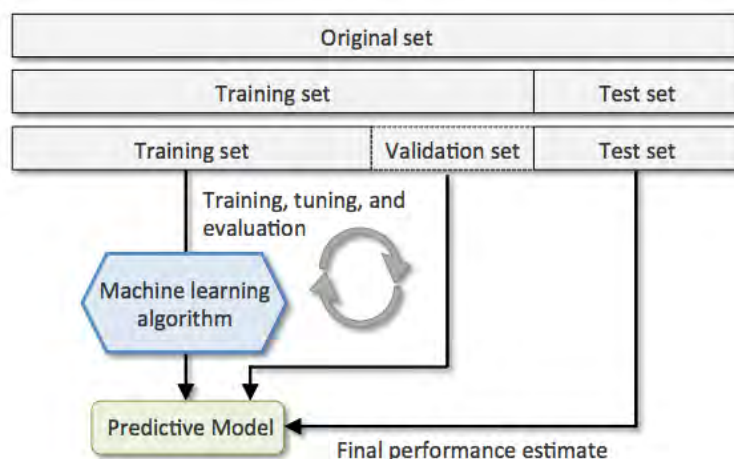 Original set
Training set
Test set
Training set
Validation set
Test set
Training, tuning, and
evaluation
Machine learning
algorithm
Predictive Model
Final performance estimate